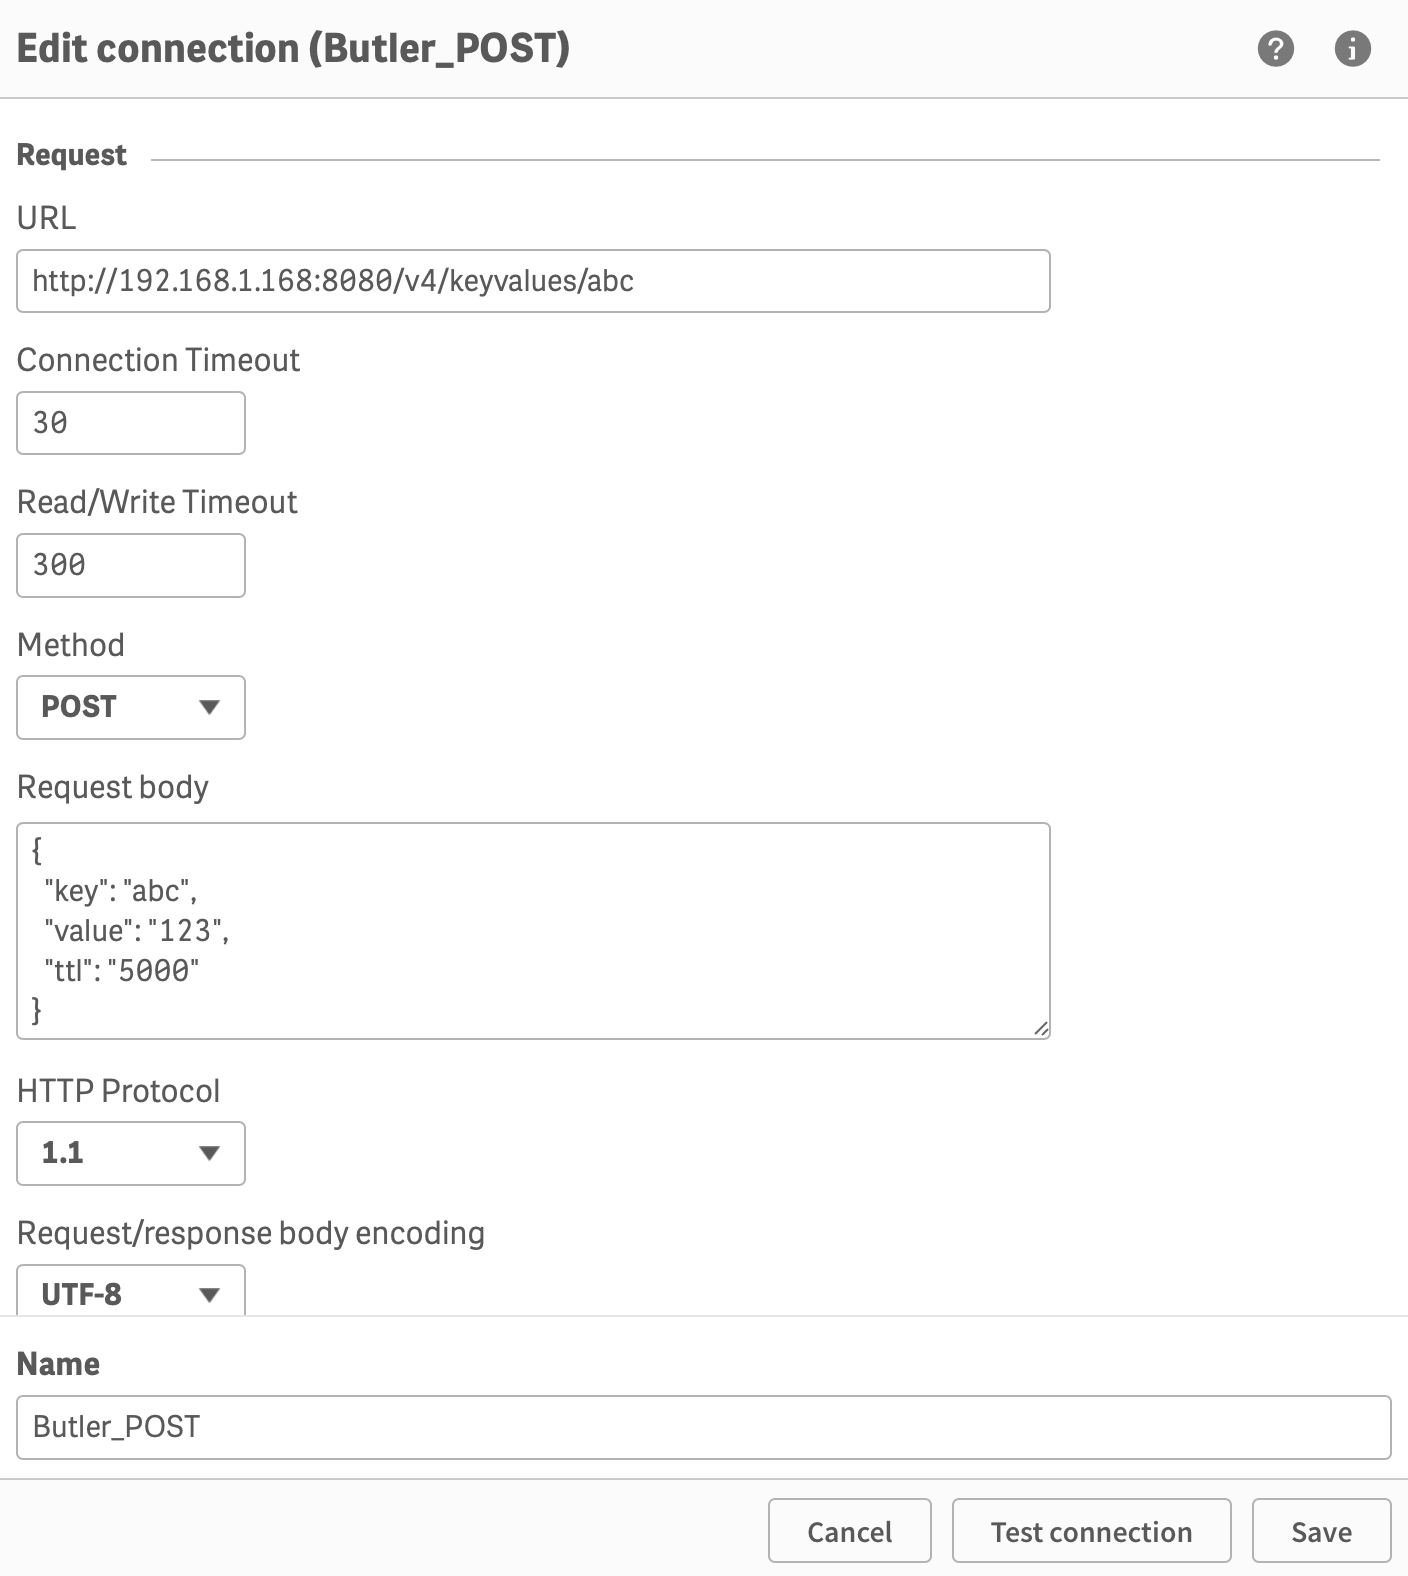 Edit connection (Butler_POST)
Request
URL
http://192.168.1.168:8080/v4/keyvalues/abc
Connection Timeout
30
Read/Write Timeout
300
Method
POST
Request body
{
"key": "abc",
"value": "123",
"ttl": "5000"
}
HTTP Protocol
1.1
Request/response body encoding
UTF-8
Name
Butler_POST
Cancel
Test connection
Save